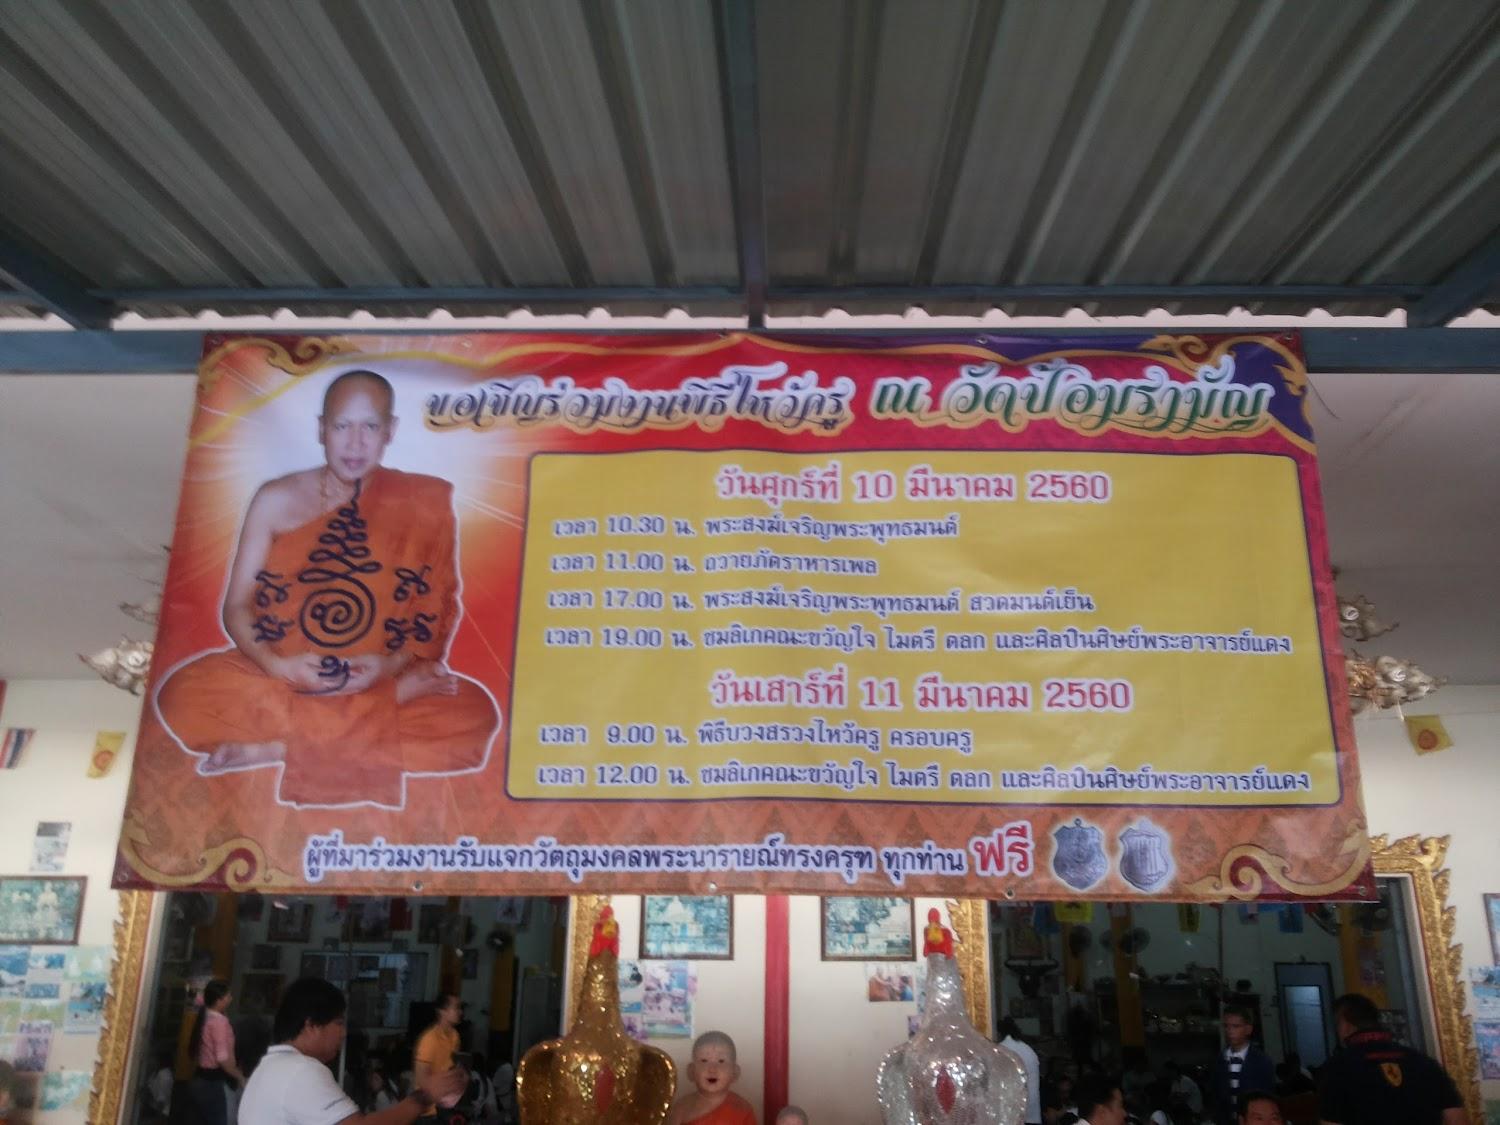 ขอเชิญร่วมงานพิธีไหว้ครู ณ วัดป้อมรามัญ
วันศุกร์ที่ 10 มีนาคม 2560
เวลา 10.30 น. พระสงฆ์เจริญพระพุทธมนต์
เวลา 11.00 น. ถวายภัตราหารเพล
เวลา 17.00 น. พระสงฆ์เจริญพระพุทธมนต์ สวดมนต์เย็น
เวลา 19.00 น. ชมลิเกคณะขวัญใจ ไมตรี ตลก และศิลปินศิษย์พระอาจารย์แดง
วันเสาร์ที่ 11 มีนาคม 2560
เวลา 9.00 น. พิธีบวงสรวงไหว้ครู ครอบครู
เวลา 12.00 น. ชมลิเกคณะขวัญใจ ไมตรี ตลก และศิลปินศิษย์พระอาจารย์แดง
ผู้ที่มาร่วมงานรับแจกวัตถุมงคลพระนารายณ์ทรงครุฑ ทุกท่าน ฟรี